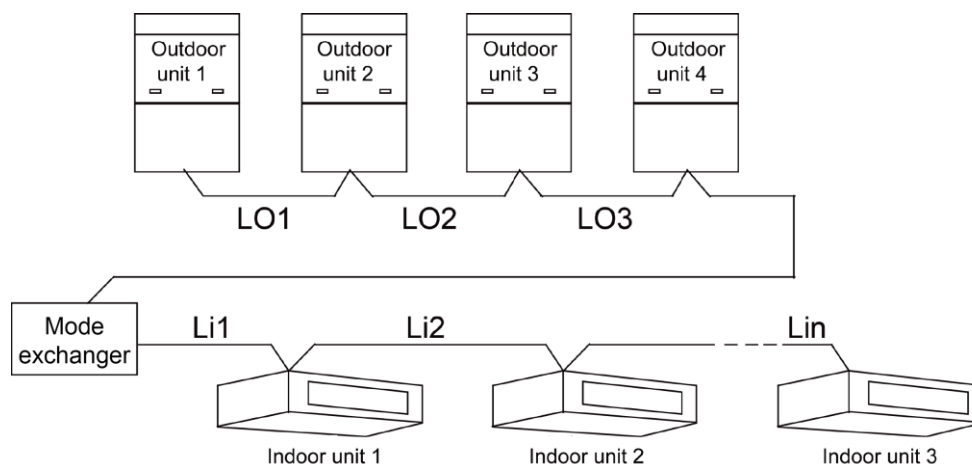 Outdoor
unit 1
Outdoor
unit 2
Outdoor
unit 3
Outdoor
unit 4
LO1
LO2
LO3
Mode
exchanger
Li1
Li2
Lin
Indoor unit 1
Indoor unit 2
Indoor unit 3